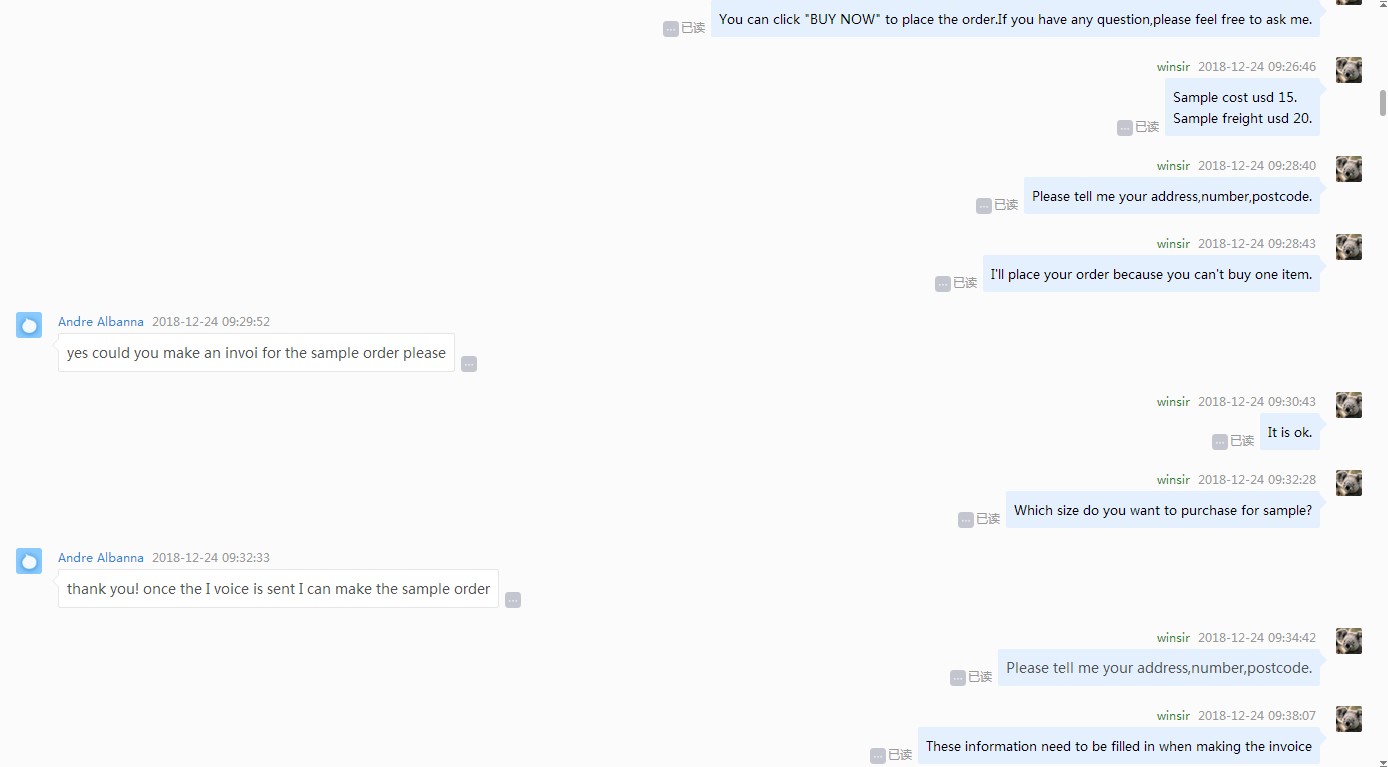 You can click "BUY NOW" to place the order.If you have any question,please feel free to ask me.
已读
winsir 2018-12-24 09:26:46
Sample cost usd 15.
Sample freight usd 20.
已读
winsir 2018-12-24 09:28:40
Please tell me your address,number,postcode.
已读
winsir 2018-12-24 09:28:43
I'll place your order because you can't buy one item.
已读
Andre Albanna 2018-12-24 09:29:52
yes could you make an invoi for the sample order please
winsir 2018-12-24 09:30:43
It is ok.
已读
winsir 2018-12-24 09:32:28
Which size do you want to purchase for sample?
已读
Andre Albanna 2018-12-24 09:32:33
thank you! once the I voice is sent I can make the sample order
winsir 2018-12-24 09:34:42
Please tell me your address,number,postcode.
已读
winsir 2018-12-24 09:38:07
These information need to be filled in when making the invoice
已读